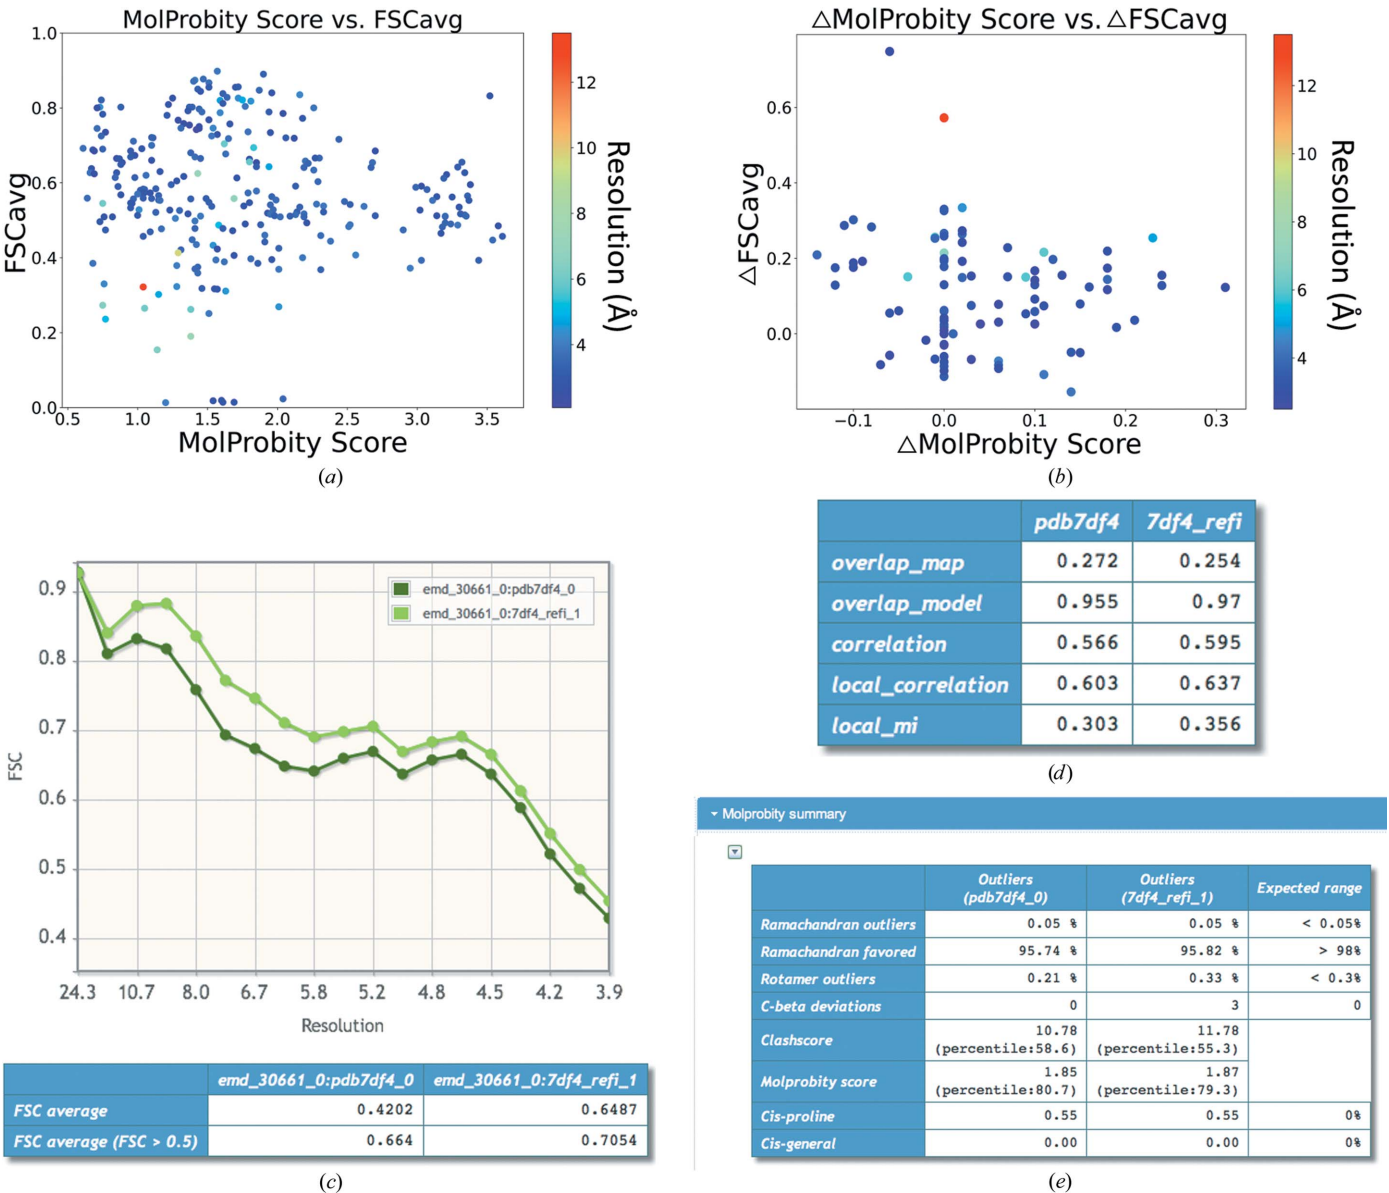 MolProbity Score vs. FSCavg
1.0
0.8
0.6
0.4
0.2
0.0
FSCavg
0.5 1.0 1.5 2.0 2.5 3.0 3.5
MolProbity Score
12
10
8
6
4
Resolution (Å)
(a)
△MolProbity Score vs. △FSCavg
0.6
0.4
0.2
0.0
△FSCavg
−0.1 0.0 0.1 0.2 0.3
△MolProbity Score
12
10
8
6
4
Resolution (Å)
(b)
emd_30661_0:pdb7df4_0
emd_30661_0:7df4_refi_1
0.9
0.8
0.7
0.6
0.5
0.4
FSC
24.3 10.7 8.0 6.7 5.8 5.2 4.8 4.5 4.2 3.9
Resolution
emd_30661_0:pdb7df4_0 emd_30661_0:7df4_refi_1
FSC average 0.4202 0.6487
FSC average (FSC > 0.5) 0.664 0.7054
(c)
pdb7df4 7df4_refi
overlap_map 0.272 0.254
overlap_model 0.955 0.97
correlation 0.566 0.595
local_correlation 0.603 0.637
local_mi 0.303 0.356
(d)
Molprobity summary
Outliers (pdb7df4_0) Outliers (7df4_refi_1) Expected range
Ramachandran outliers 0.05 % 0.05 % < 0.05%
Ramachandran favored 95.74 % 95.82 % > 98%
Rotamer outliers 0.21 % 0.33 % < 0.3%
C-beta deviations 0 3 0
Clashscore 10.78 (percentile:58.6) 11.78 (percentile:55.3)
Molprobity score 1.85 (percentile:80.7) 1.87 (percentile:79.3)
Cis-proline 0.55 0.55 0%
Cis-general 0.00 0.00 0%
(e)